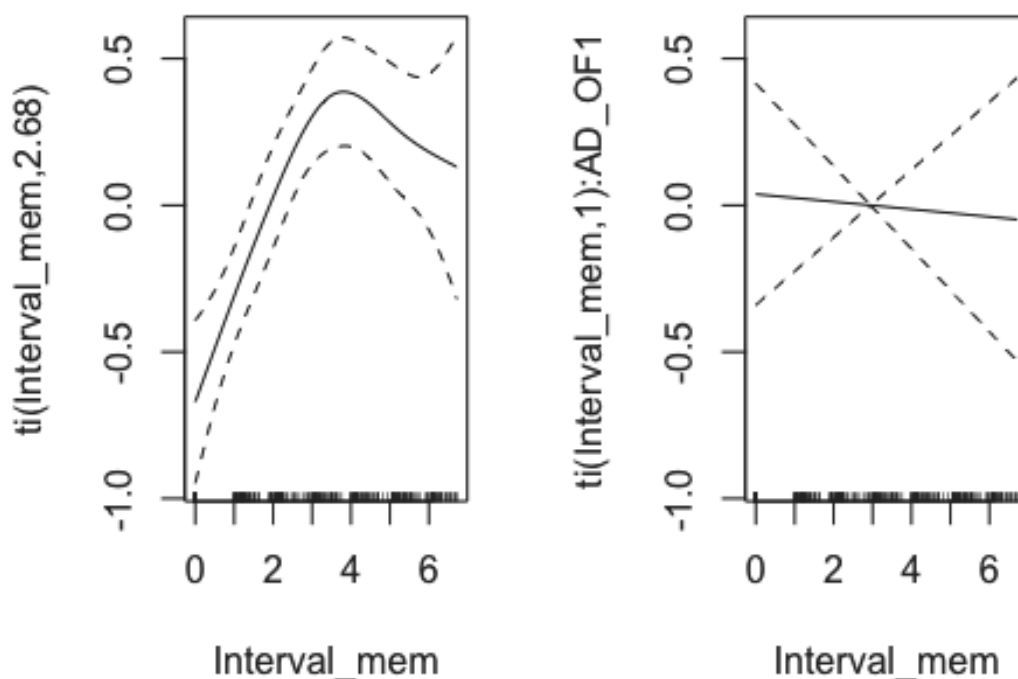 ti(Interval_mem,2.68)
0.5
0.0
-0.5
-1.0
0 2 4 6
Interval_mem
ti(Interval_mem,1):AD_OF1
0.5
0.0
-0.5
-1.0
0 2 4 6
Interval_mem